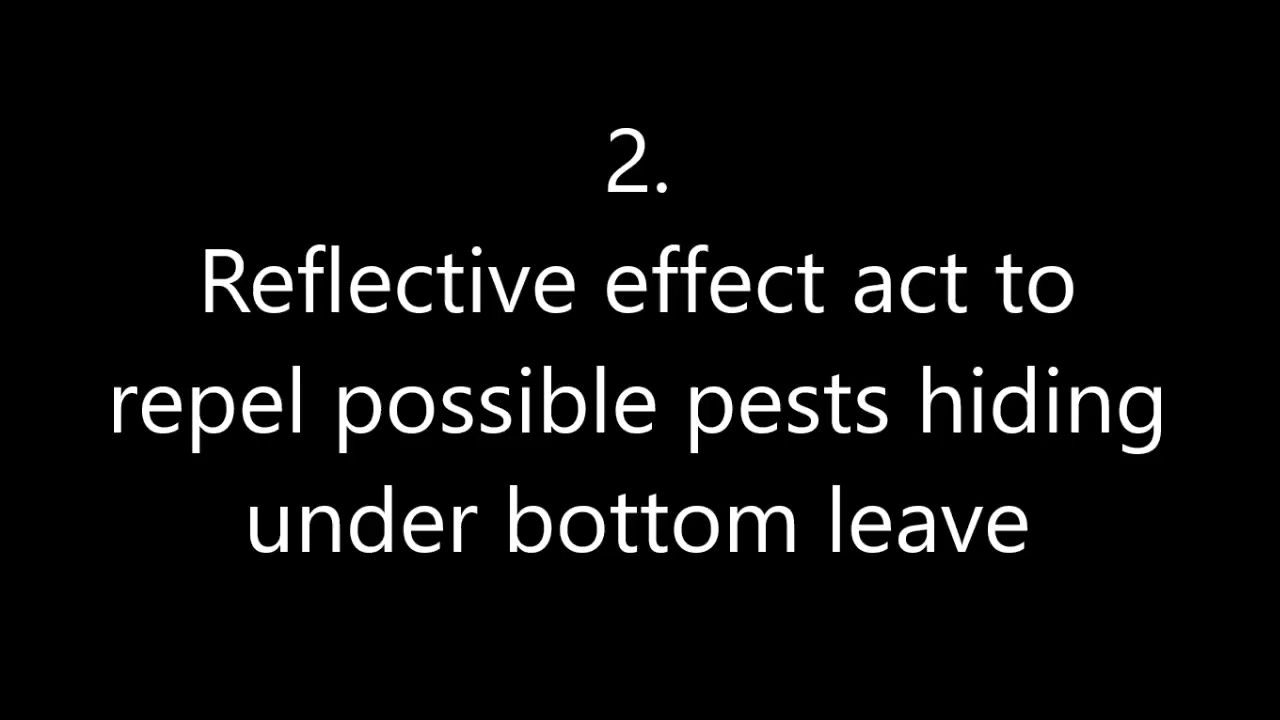 2.
Reflective effect act to
repel possible pests hiding
under bottom leave